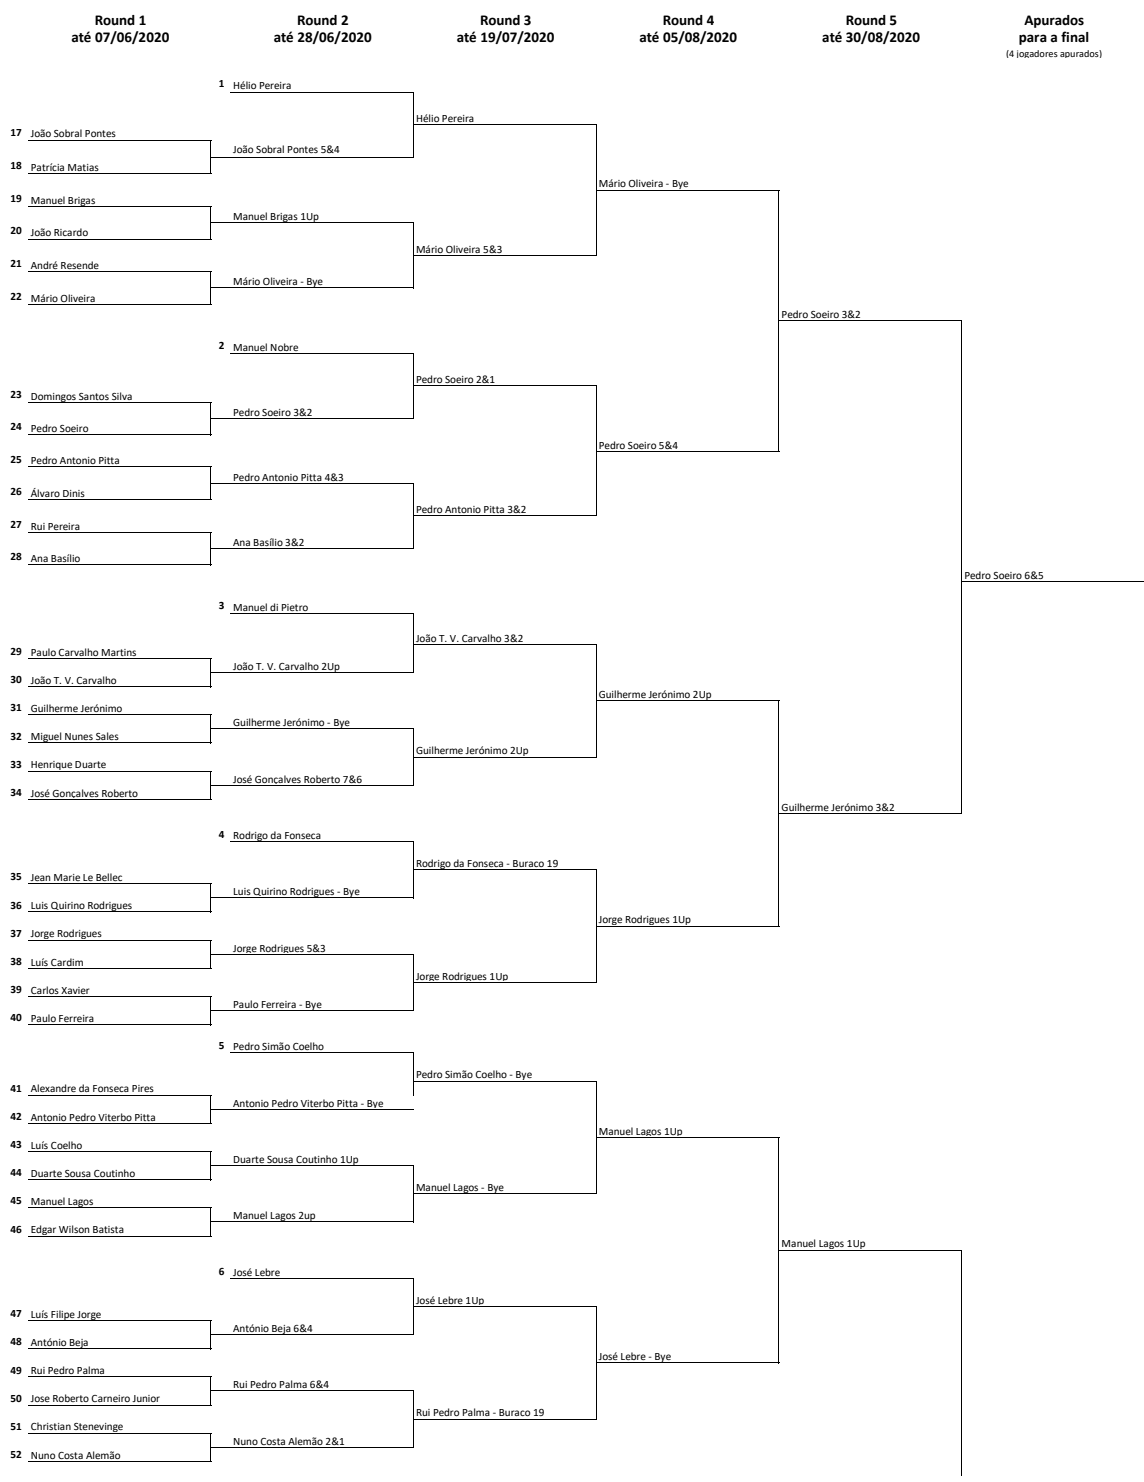 Round 1
até 07/06/2020
Round 2
até 28/06/2020
Round 3
até 19/07/2020
Round 4
até 05/08/2020
Round 5
até 30/08/2020
Apurados
para a final
(4 jogadores apurados)
1 Hélio Pereira
Hélio Pereira
17 João Sobral Pontes
João Sobral Pontes 5&4
18 Patrícia Matias
Mário Oliveira - Bye
19 Manuel Brigas
Manuel Brigas 1Up
20 João Ricardo
Mário Oliveira 5&3
21 André Resende
Mário Oliveira - Bye
22 Mário Oliveira
Pedro Soeiro 3&2
2 Manuel Nobre
Pedro Soeiro 2&1
23 Domingos Santos Silva
Pedro Soeiro 3&2
24 Pedro Soeiro
Pedro Soeiro 5&4
25 Pedro Antonio Pitta
Pedro Antonio Pitta 4&3
26 Álvaro Dinis
Pedro Antonio Pitta 3&2
27 Rui Pereira
Ana Basílio 3&2
28 Ana Basílio
Pedro Soeiro 6&5
3 Manuel di Pietro
João T. V. Carvalho 3&2
29 Paulo Carvalho Martins
João T. V. Carvalho 2Up
30 João T. V. Carvalho
Guilherme Jerónimo 2Up
31 Guilherme Jerónimo
Guilherme Jerónimo - Bye
32 Miguel Nunes Sales
Guilherme Jerónimo 2Up
33 Henrique Duarte
José Gonçalves Roberto 7&6
34 José Gonçalves Roberto
Guilherme Jerónimo 3&2
4 Rodrigo da Fonseca
Rodrigo da Fonseca - Buraco 19
35 Jean Marie Le Bellec
Luis Quirino Rodrigues - Bye
36 Luis Quirino Rodrigues
Jorge Rodrigues 1Up
37 Jorge Rodrigues
Jorge Rodrigues 5&3
38 Luís Cardim
Jorge Rodrigues 1Up
39 Carlos Xavier
Paulo Ferreira - Bye
40 Paulo Ferreira
5 Pedro Simão Coelho
Pedro Simão Coelho - Bye
41 Alexandre da Fonseca Pires
Antonio Pedro Viterbo Pitta - Bye
42 Antonio Pedro Viterbo Pitta
Manuel Lagos 1Up
43 Luís Coelho
Duarte Sousa Coutinho 1Up
44 Duarte Sousa Coutinho
Manuel Lagos - Bye
45 Manuel Lagos
Manuel Lagos 2up
46 Edgar Wilson Batista
Manuel Lagos 1Up
6 José Lebre
José Lebre 1Up
47 Luís Filipe Jorge
António Beja 6&4
48 António Beja
José Lebre - Bye
49 Rui Pedro Palma
Rui Pedro Palma 6&4
50 Jose Roberto Carneiro Junior
Rui Pedro Palma - Buraco 19
51 Christian Stenevinge
Nuno Costa Alemão 2&1
52 Nuno Costa Alemão